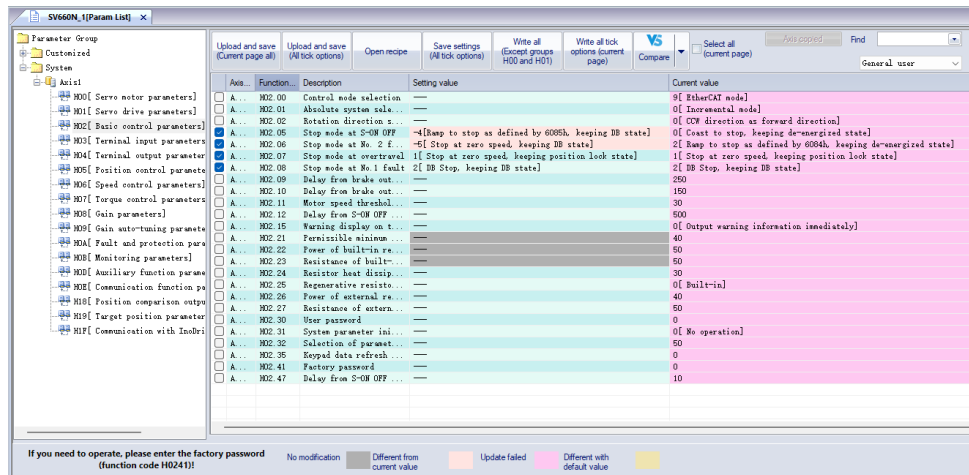 SV660N_1[Param List] X
Parameter Group
Customized
System
Axis1
H00[ Servo motor parameters]
H01[ Servo drive parameters]
H02[ Basic control parameters]
H03[ Terminal input parameters
H04[ Terminal output parameter
H05[ Position control paramete
H06[ Speed control parameters]
H07[ Torque control parameters
H08[ Gain parameters]
H09[ Gain auto-tuning paramete
H0A[ Fault and protection para
H0B[ Monitoring parameters]
H0D[ Auxiliary function parame
H0E[ Communication function pa
H18[ Position comparison outpu
H19[ Target position parameter
H1F[ Communication with InoDri
Upload and save
(Current page all)
Upload and save
(All tick options)
Open recipe
Save settings
(All tick options)
Write all
(Except groups
H00 and H01)
Write all tick
options (current
page)
VS
Compare
Select all
(current page)
Axis copied
Find
General user
Axis... Function... Description Setting value Current value
A... H02.00 Control mode selection —— 9[ EtherCAT mode]
A... H02.01 Absolute system sele... —— 0[ Incremental mode]
A... H02.02 Rotation direction s... —— 0[ CCW direction as forward direction]
A... H02.05 Stop mode at S-ON OFF -4[Ramp to stop as defined by 6085h, keeping DB state] 0[ Coast to stop, keeping de-energized state]
A... H02.06 Stop mode at No. 2 f... -5[ Stop at zero speed, keeping DB state] 2[ Ramp to stop as defined by 6084h, keeping de-energized state]
A... H02.07 Stop mode at overtravel 1[ Stop at zero speed, keeping position lock state] 1[ Stop at zero speed, keeping position lock state]
A... H02.08 Stop mode at No.1 fault 2[ DB Stop, keeping DB state] 2[ DB Stop, keeping DB state]
A... H02.09 Delay from brake out... —— 250
A... H02.10 Delay from brake out... —— 150
A... H02.11 Motor speed threshol... —— 30
A... H02.12 Delay from S-ON OFF ... —— 500
A... H02.15 Warning display on t... —— 0[ Output warning information immediately]
A... H02.21 Permissible minimum ... —— 40
A... H02.22 Power of built-in re... —— 50
A... H02.23 Resistance of built-... —— 50
A... H02.24 Resistor heat dissip... —— 30
A... H02.25 Regenerative resisto... —— 0[ Built-in]
A... H02.26 Power of external re... —— 40
A... H02.27 Resistance of extern... —— 50
A... H02.30 User password —— 0
A... H02.31 System parameter ini... —— 0[ No operation]
A... H02.32 Selection of paramet... —— 50
A... H02.35 Keypad data refresh ... —— 0
A... H02.41 Factory password —— 0
A... H02.47 Delay from S-ON OFF ... —— 10
If you need to operate, please enter the factory password
(function code H0241)!
No modification
Different from
current value
Update failed
Different with
default value